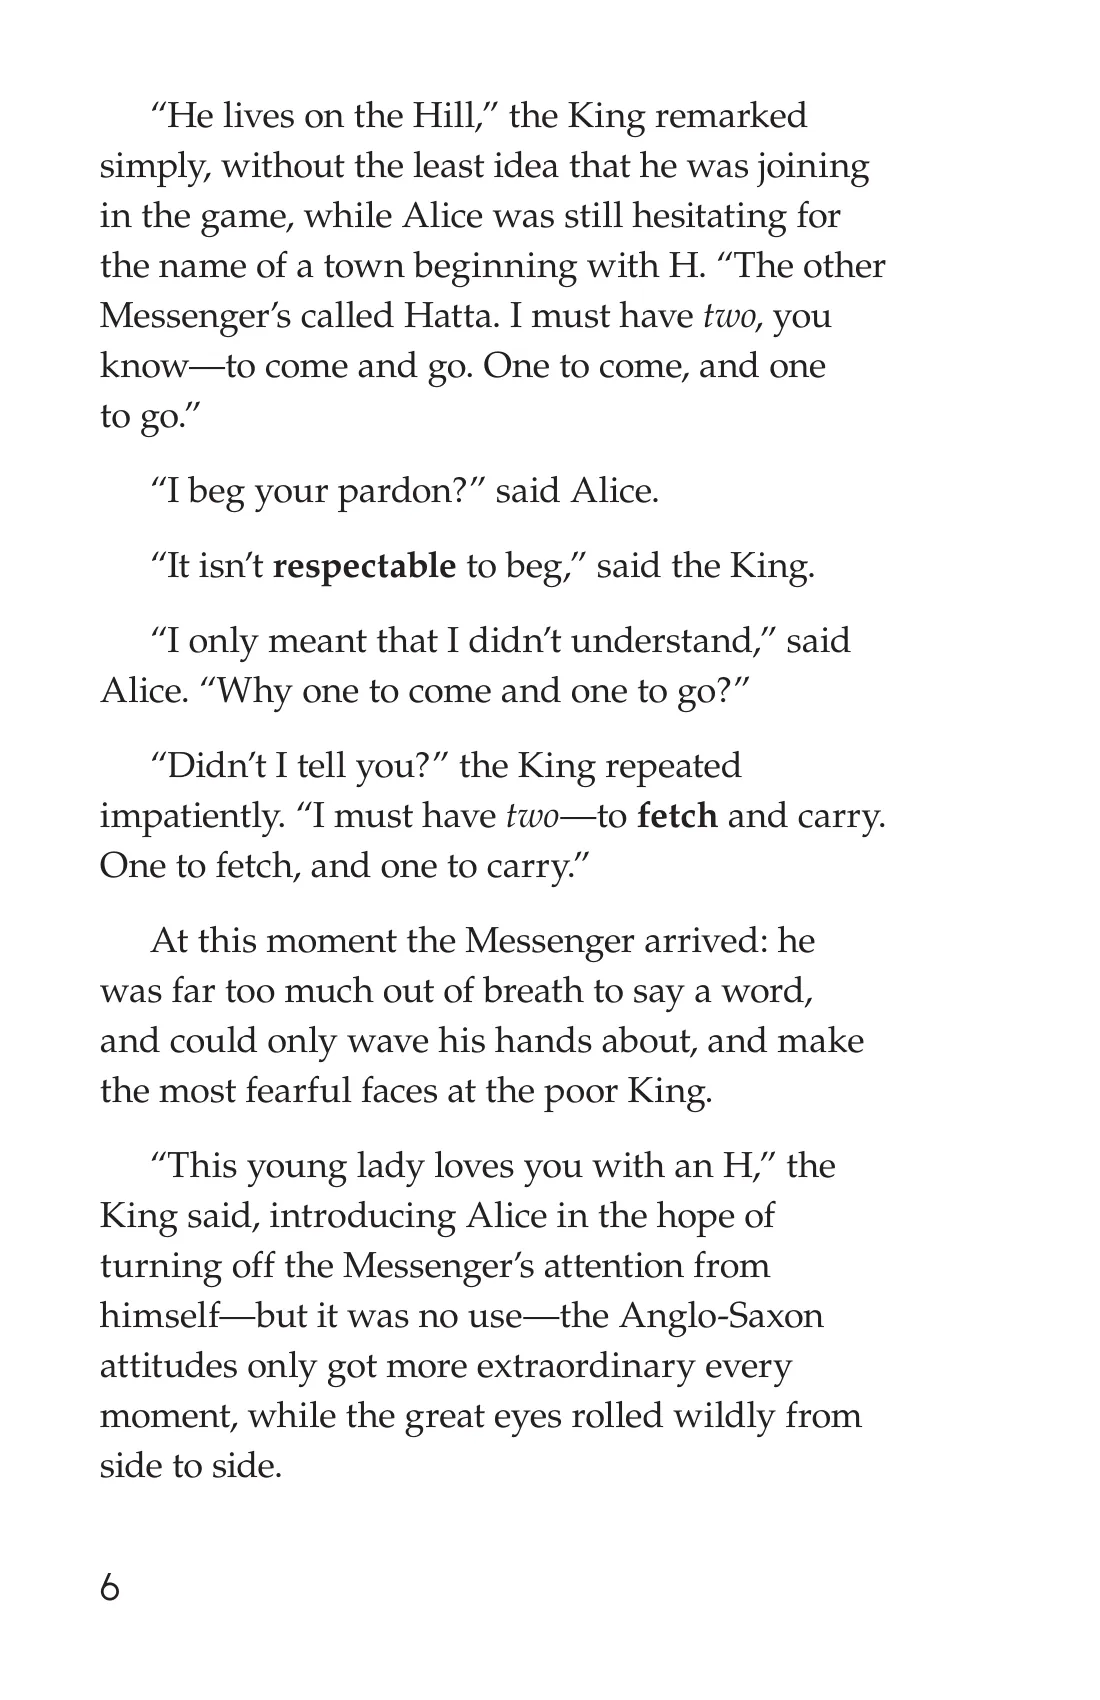 “He lives on the Hill,” the King remarked
simply, without the least idea that he was joining
in the game, while Alice was still hesitating for
the name of a town beginning with H. “The other
Messenger’s called Hatta. I must have two, you
know—to come and go. One to come, and one
to go.”
“I beg your pardon?” said Alice.
“It isn’t respectable to beg,” said the King.
“I only meant that I didn’t understand,” said
Alice. “Why one to come and one to go?”
“Didn’t I tell you?” the King repeated
impatiently. “I must have two—to fetch and carry.
One to fetch, and one to carry.”
At this moment the Messenger arrived: he
was far too much out of breath to say a word,
and could only wave his hands about, and make
the most fearful faces at the poor King.
“This young lady loves you with an H,” the
King said, introducing Alice in the hope of
turning off the Messenger’s attention from
himself—but it was no use—the Anglo-Saxon
attitudes only got more extraordinary every
moment, while the great eyes rolled wildly from
side to side.
6